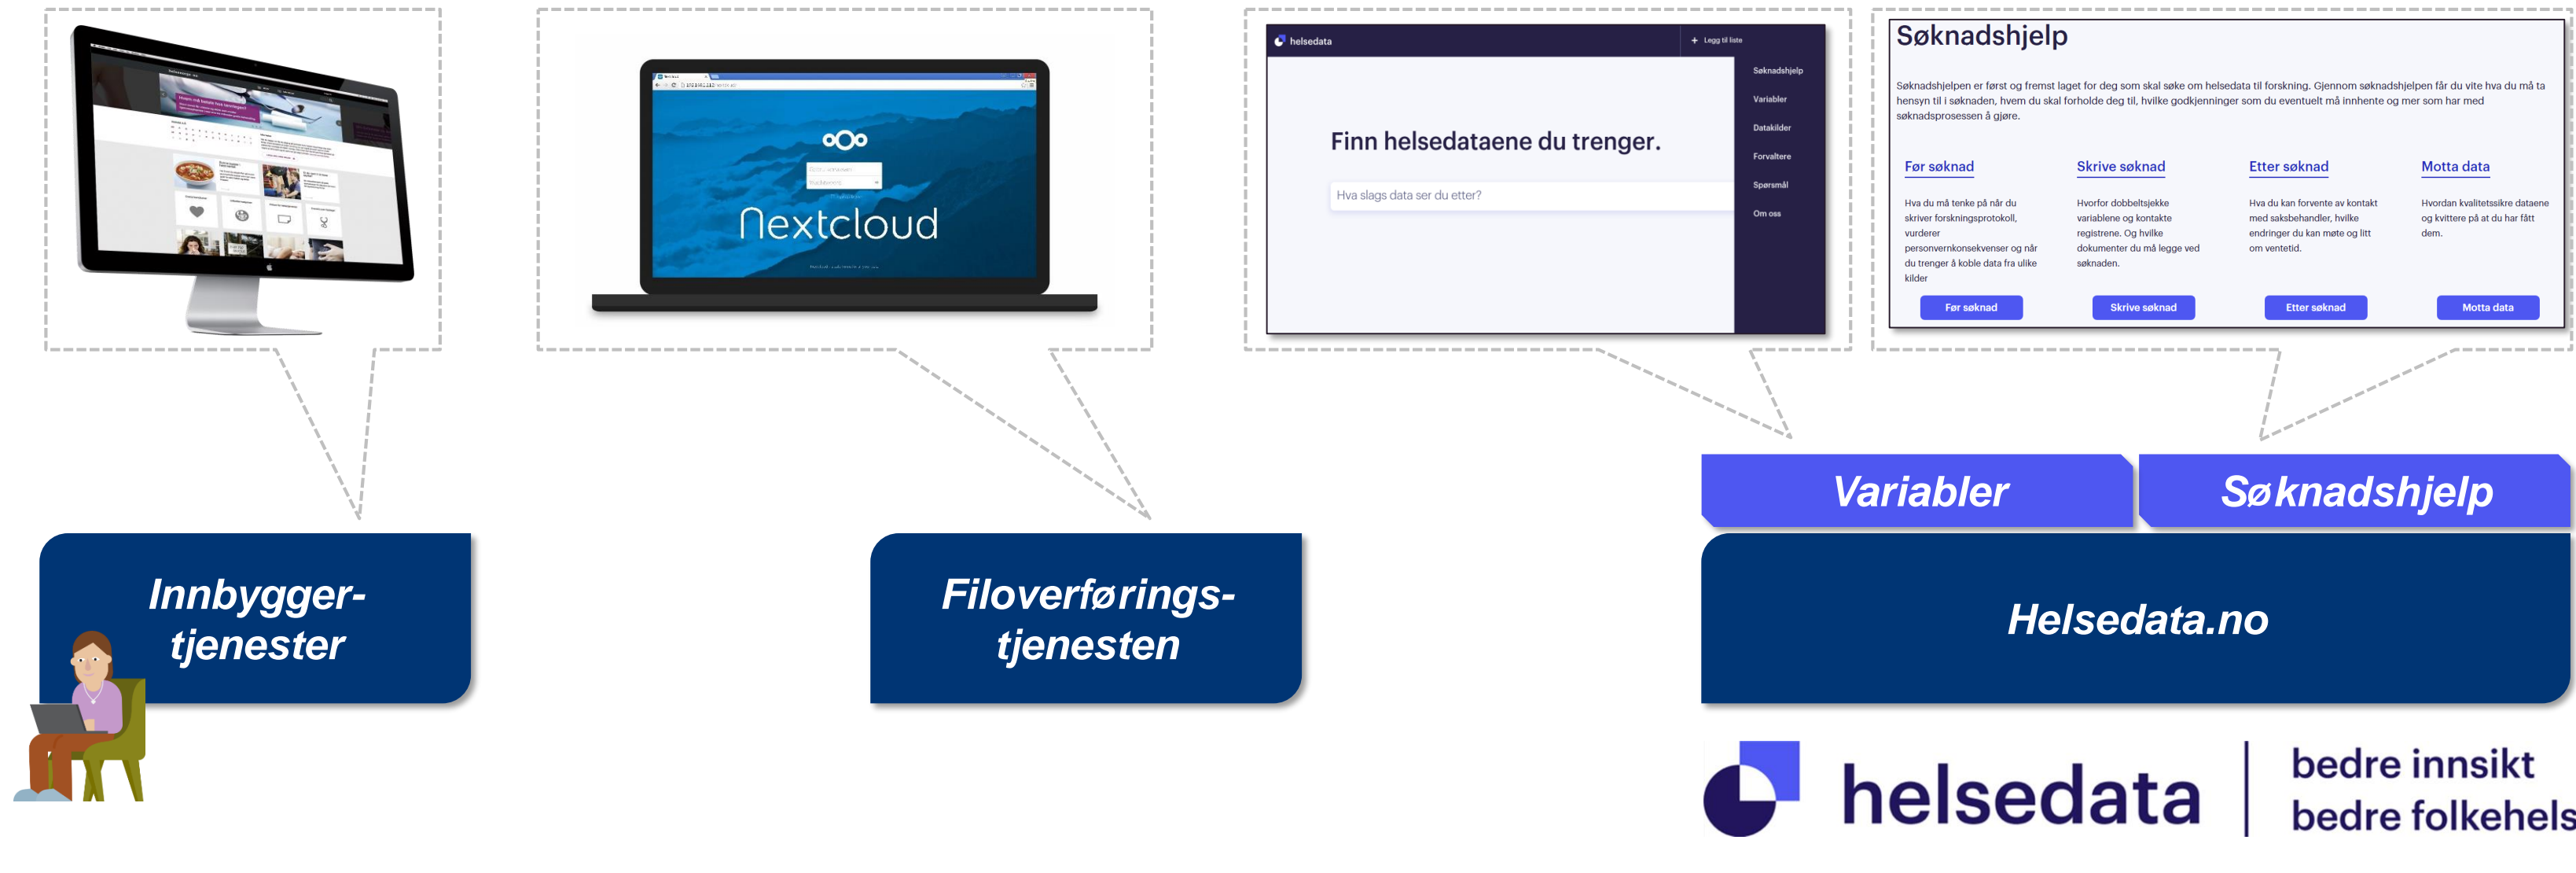 helsedata
+ Legg til liste
Søknadshjelp
Variabler
Datakilder
Forvaltere
Spørsmål
Om oss
Finn helsedataene du trenger.
Hva slags data ser du etter?
nextcloud
Søknadshjelp
Søknadshjelpen er først og fremst laget for deg som skal søke om helsedata til forskning. Gjennom søknadshjelpen får du vite hva du må ta
hensyn til i søknaden, hvem du skal forholde deg til, hvilke godkjenninger som du eventuelt må innhente og mer som har med
søknadsprosessen å gjøre.
Før søknad
Hva du må tenke på når du
skriver forskningsprotokoll,
vurderer
personvernkonsekvenser og når
du trenger å koble data fra ulike
kilder
Før søknad
Skrive søknad
Hvorfor dobbeltsjekke
variablene og kontakte
registrene. Og hvilke
dokumenter du må legge ved
søknaden.
Skrive søknad
Etter søknad
Hva du kan forvente av kontakt
med saksbehandler, hvilke
endringer du kan møte og litt
om ventetid.
Etter søknad
Motta data
Hvordan kvalitetssikre dataene
og kvittere på at du har fått
dem.
Motta data
Variabler
Søknadshjelp
Innbygger-
tjenester
Filoverførings-
tjenesten
Helsedata.no
helsedata
bedre innsikt
bedre folkehels